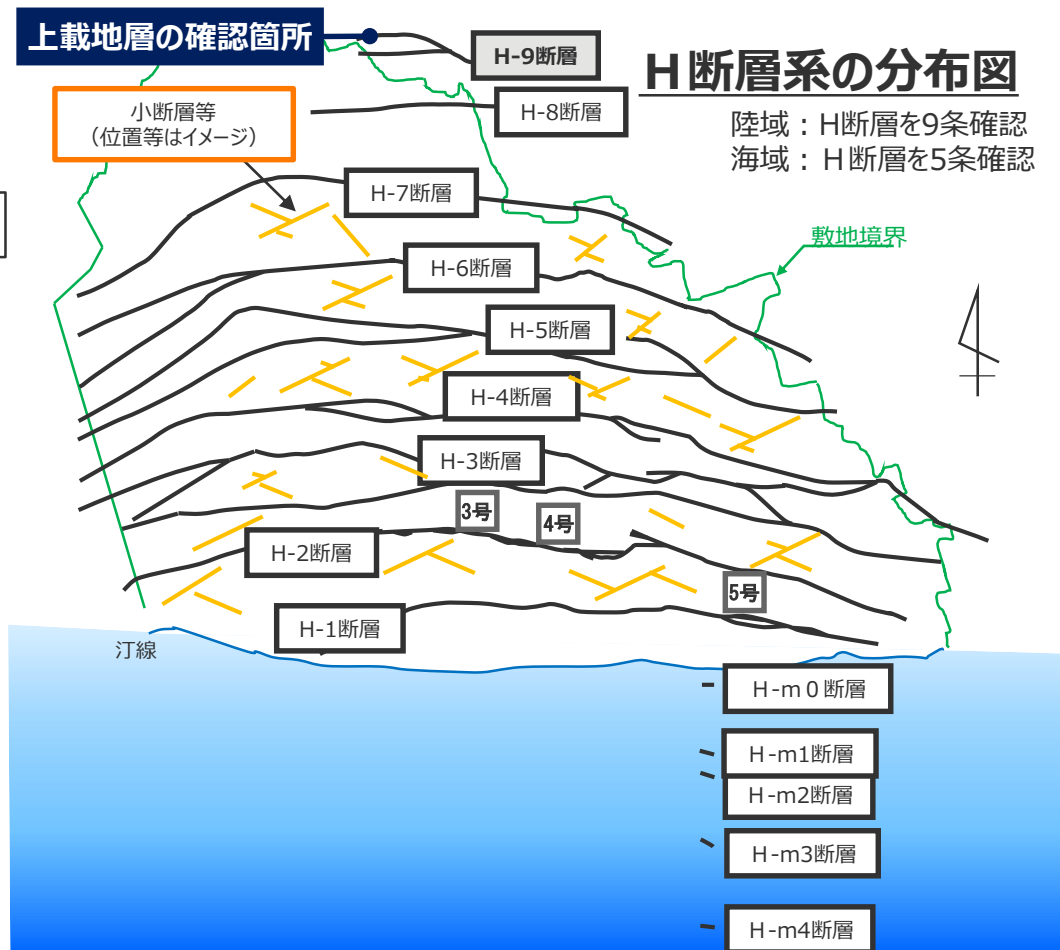 上載地層の確認箇所
H-9断層
H断層系の分布図
陸域：H断層を9条確認
海域：H断層を5条確認
小断層等
（位置等はイメージ）
H-8断層
H-7断層
敷地境界
H-6断層
H-5断層
H-4断層
H-3断層
3号
4号
H-2断層
5号
H-1断層
汀線
H-m０断層
H-m1断層
H-m2断層
H-m3断層
H-m4断層